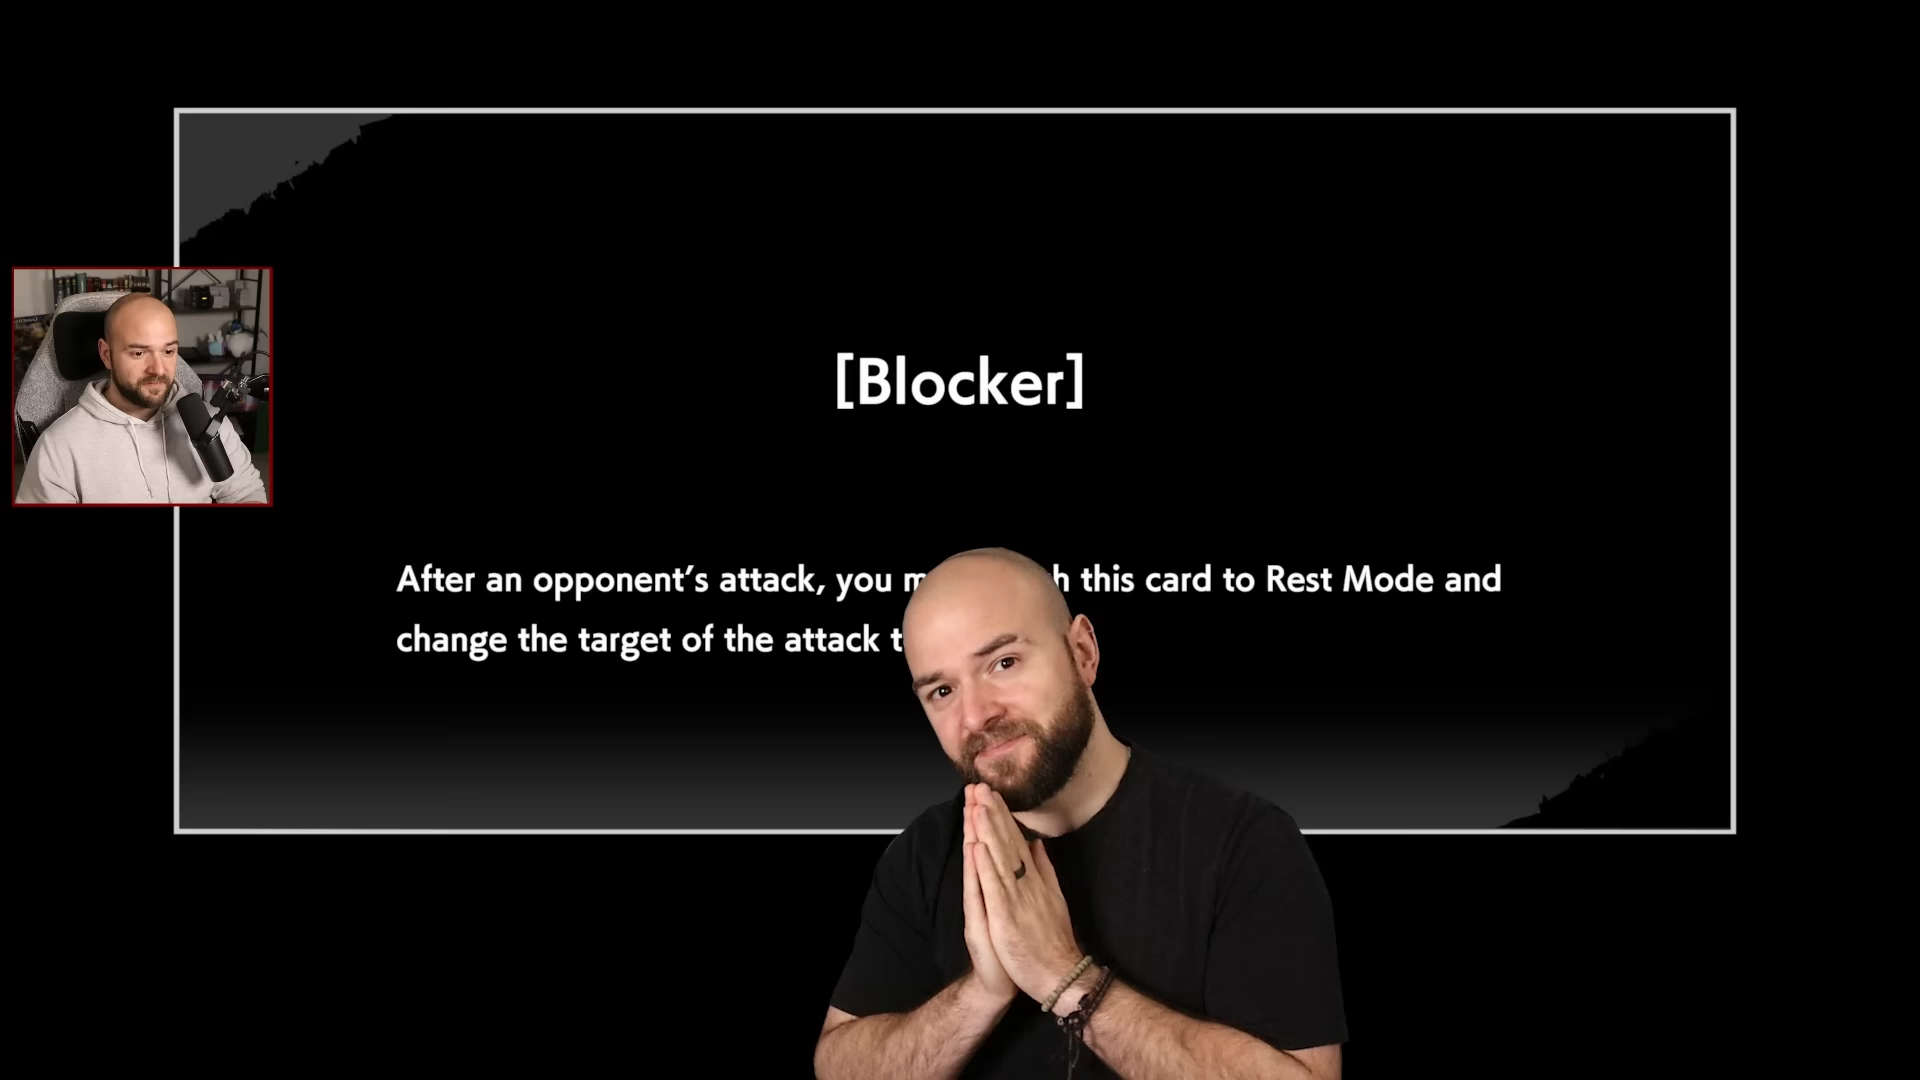 [Blocker]
After an opponent’s attack, you this card to Rest Mode and
change the target of the attack